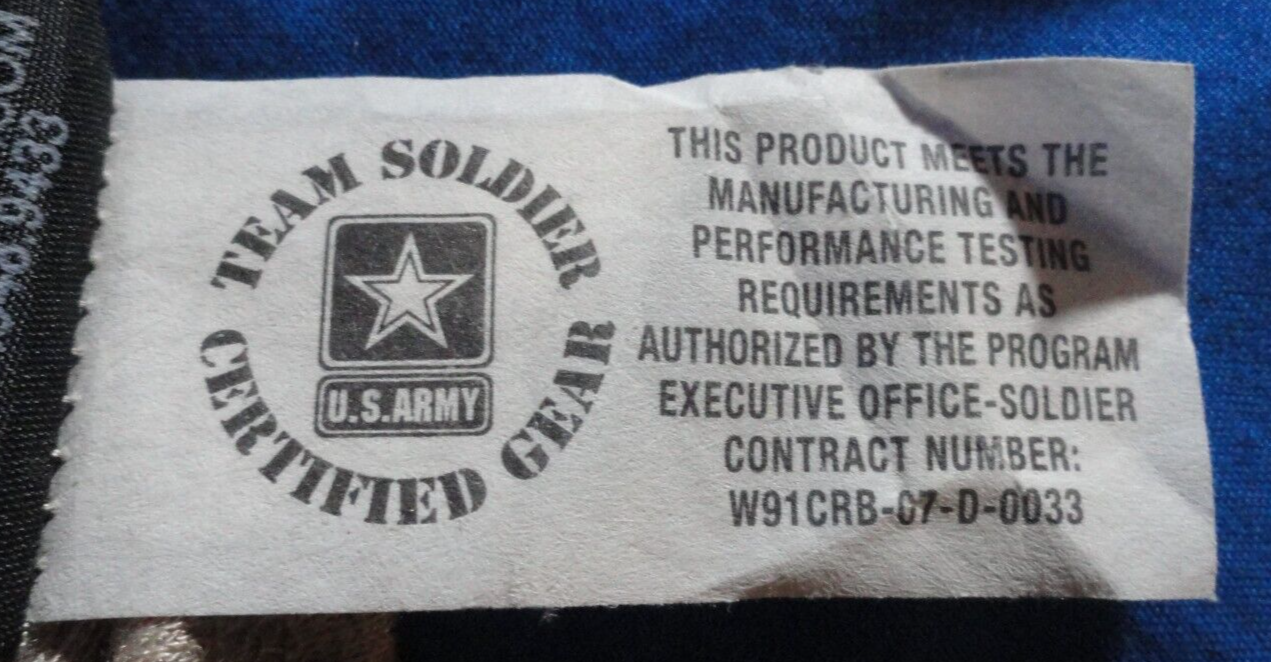 TEAM SOLDIER
CERTIFIED GEAR
U.S.ARMY
THIS PRODUCT MEETS THE
MANUFACTURING AND
PERFORMANCE TESTING
REQUIREMENTS AS
AUTHORIZED BY THE PROGRAM
EXECUTIVE OFFICE-SOLDIER
CONTRACT NUMBER:
W91CRB-07-D-0033